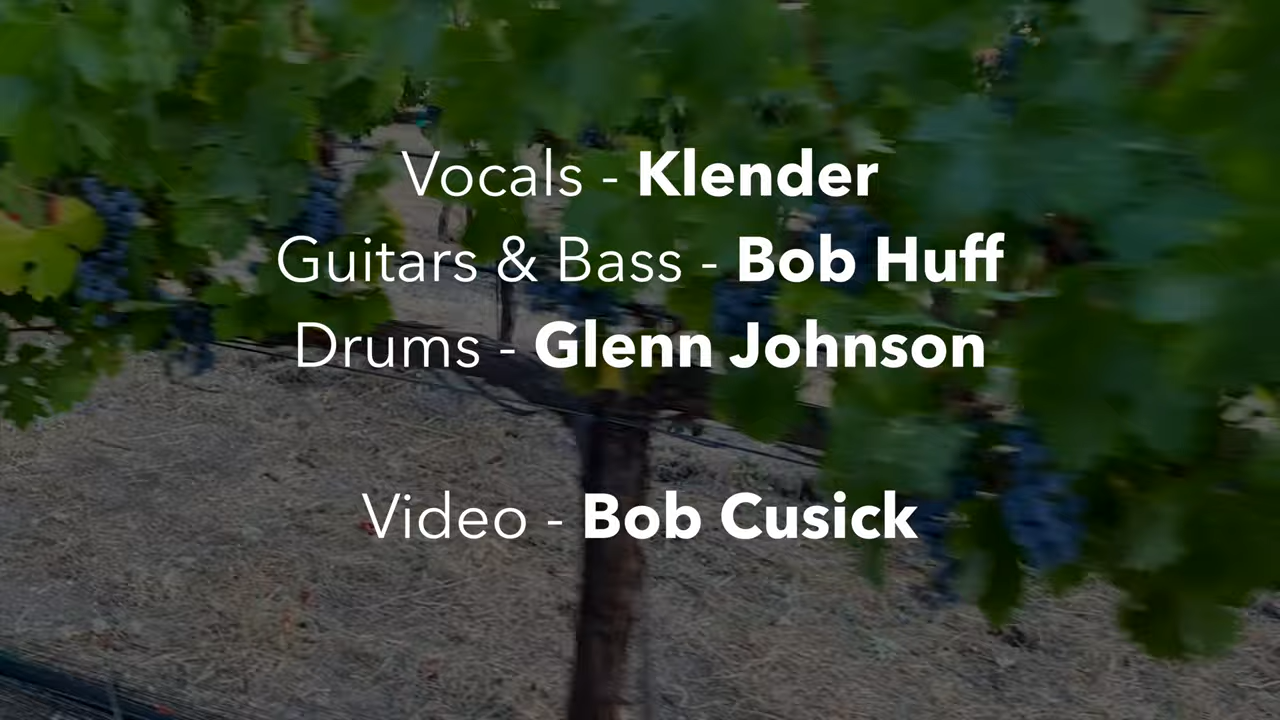 Vocals - Klender
Guitars & Bass - Bob Huff
Drums - Glenn Johnson
Video - Bob Cusick